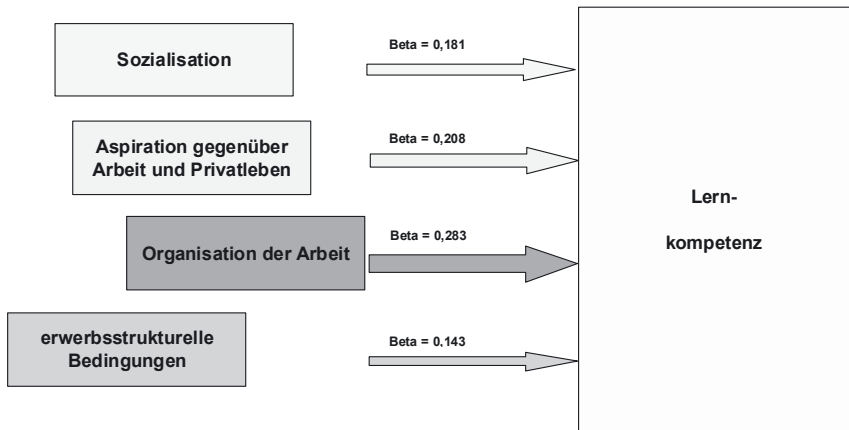 Sozialisation
Beta = 0,181
Aspiration gegenüber
Arbeit und Privatleben
Beta = 0,208
Organisation der Arbeit
Beta = 0,283
erwerbsstrukturelle
Bedingungen
Beta = 0,143
Lern-
kompetenz